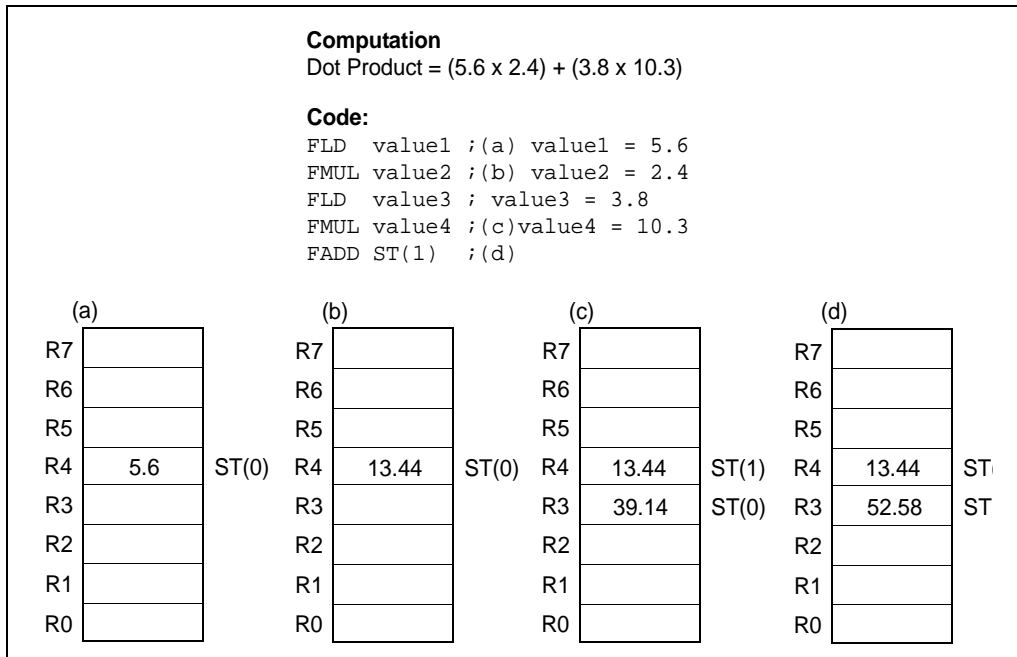 Computation
Dot Product = (5.6 x 2.4) + (3.8 x 10.3)
Code:
FLD value1 ;(a) value1 = 5.6
FMUL value2 ;(b) value2 = 2.4
FLD value3 ; value3 = 3.8
FMUL value4 ;(c)value4 = 10.3
FADD ST(1) ;(d)
(a) (b) (c) (d)
R7 R7 R7 R7
R6 R6 R6 R6
R5 R5 R5 R5
R4 5.6 ST(0) R4 13.44 ST(0) R4 13.44 ST(1) R4 13.44 ST(
R3 R3 R3 39.14 ST(0) R3 52.58 ST
R2 R2 R2 R2
R1 R1 R1 R1
R0 R0 R0 R0